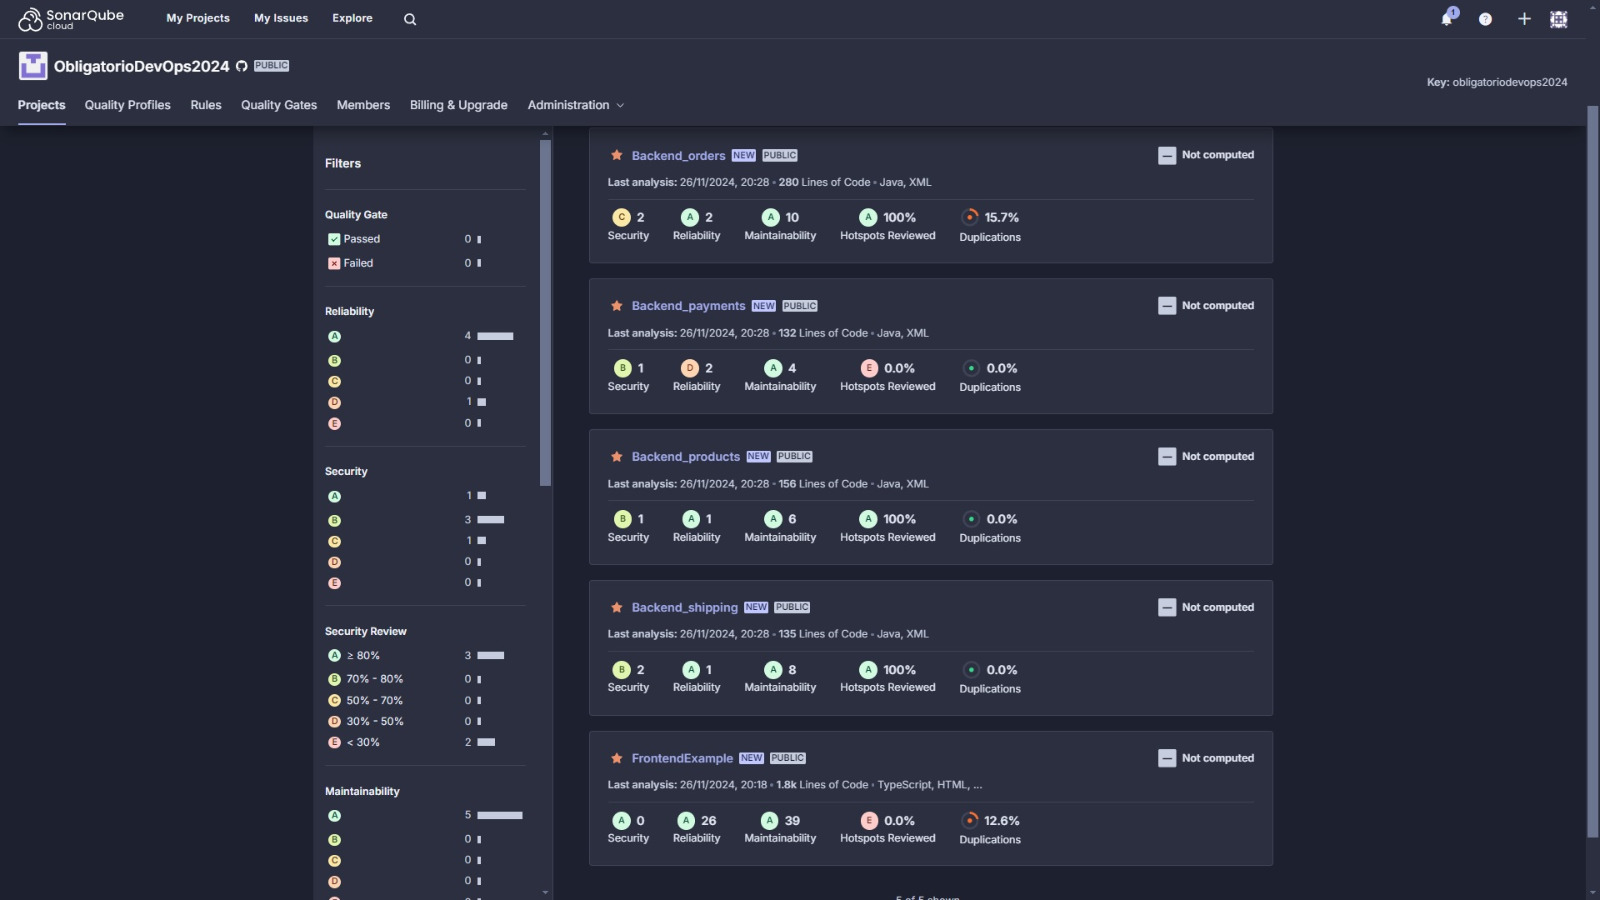 SonarQube cloud
My Projects My Issues Explore
1
?
ObligatorioDevOps2024 PUBLIC
Key: obligatoriodevops2024
Projects Quality Profiles Rules Quality Gates Members Billing & Upgrade Administration
Filters
Quality Gate
Passed 0
Failed 0
Reliability
A 4
B 0
C 0
D 1
E 0
Security
A 1
B 3
C 1
D 0
E 0
Security Review
A ≥ 80% 3
B 70% - 80% 0
C 50% - 70% 0
D 30% - 50% 0
E < 30% 2
Maintainability
A 5
B 0
C 0
D 0
Backend_orders NEW PUBLIC Not computed
Last analysis: 26/11/2024, 20:28 • 280 Lines of Code • Java, XML
C 2 A 2 A 10 A 100% 15.7%
Security Reliability Maintainability Hotspots Reviewed Duplications
Backend_payments NEW PUBLIC Not computed
Last analysis: 26/11/2024, 20:28 • 132 Lines of Code • Java, XML
B 1 D 2 A 4 E 0.0% 0.0%
Security Reliability Maintainability Hotspots Reviewed Duplications
Backend_products NEW PUBLIC Not computed
Last analysis: 26/11/2024, 20:28 • 156 Lines of Code • Java, XML
B 1 A 1 A 6 A 100% 0.0%
Security Reliability Maintainability Hotspots Reviewed Duplications
Backend_shipping NEW PUBLIC Not computed
Last analysis: 26/11/2024, 20:28 • 135 Lines of Code • Java, XML
B 2 A 1 A 8 A 100% 0.0%
Security Reliability Maintainability Hotspots Reviewed Duplications
FrontendExample NEW PUBLIC Not computed
Last analysis: 26/11/2024, 20:18 • 1.8k Lines of Code • TypeScript, HTML, ...
A 0 A 26 A 39 E 0.0% 12.6%
Security Reliability Maintainability Hotspots Reviewed Duplications
5 of 5 shown